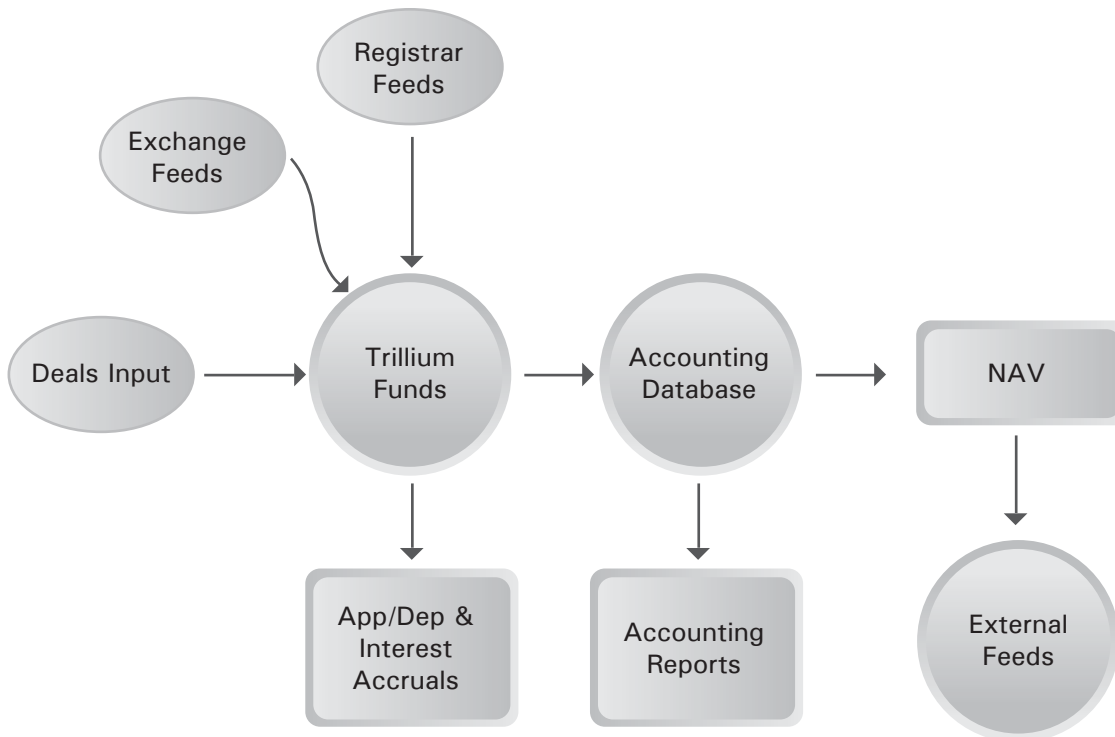 Registrar
Feeds
Exchange
Feeds
Deals Input
Trillium
Funds
Accounting
Database
NAV
App/Dep &
Interest
Accruals
Accounting
Reports
External
Feeds